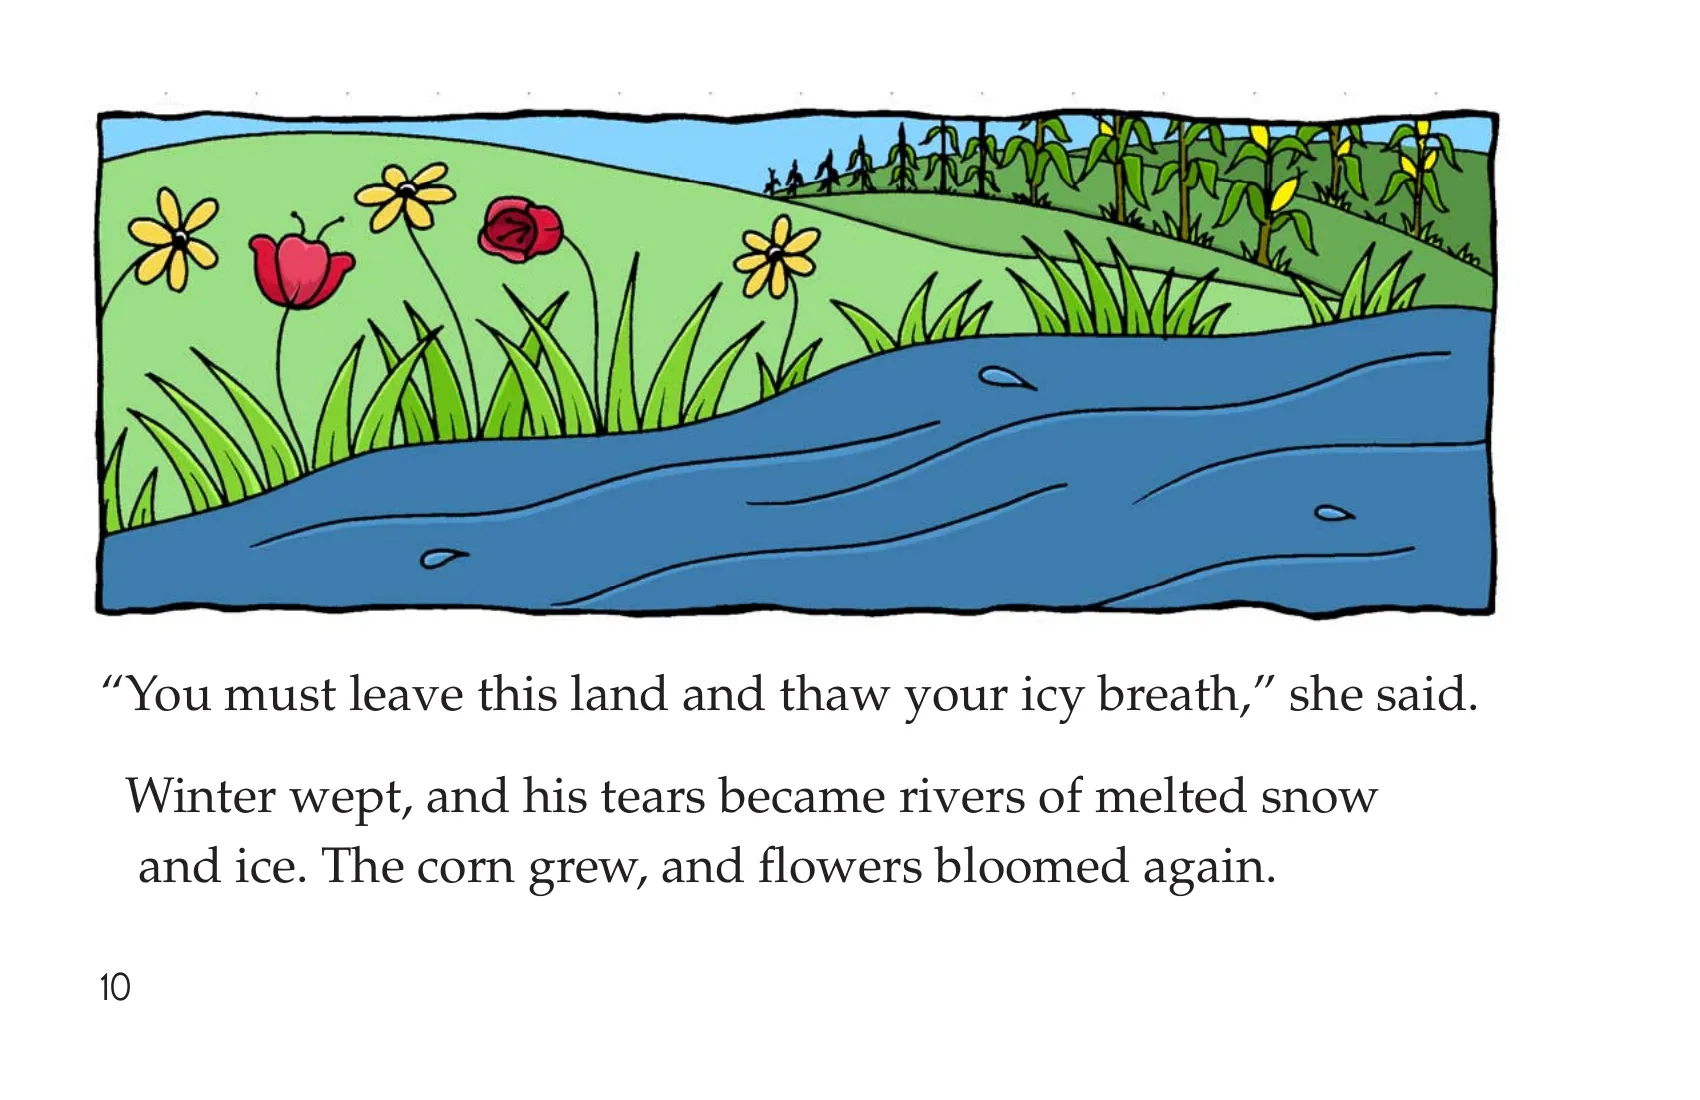 “You must leave this land and thaw your icy breath,” she said.
Winter wept, and his tears became rivers of melted snow
and ice. The corn grew, and flowers bloomed again.
10